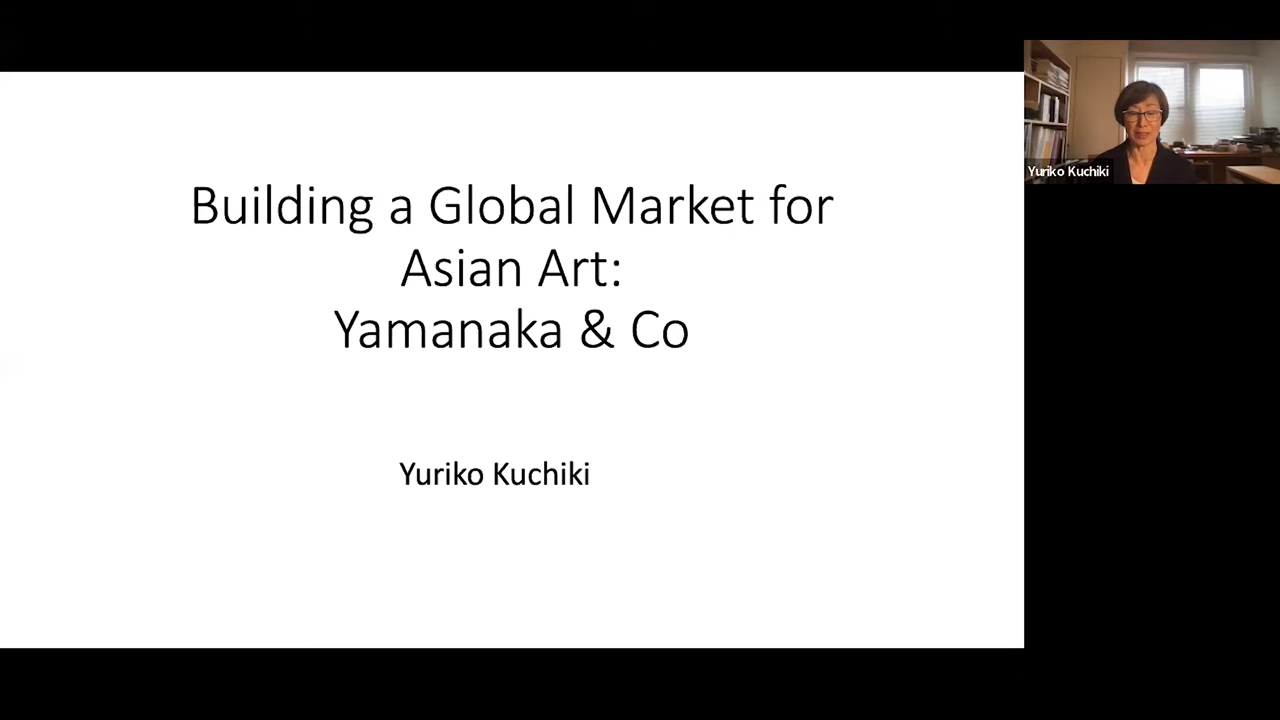 Building a Global Market for
Asian Art:
Yamanaka & Co
Yuriko Kuchiki
Yuriko Kuchiki